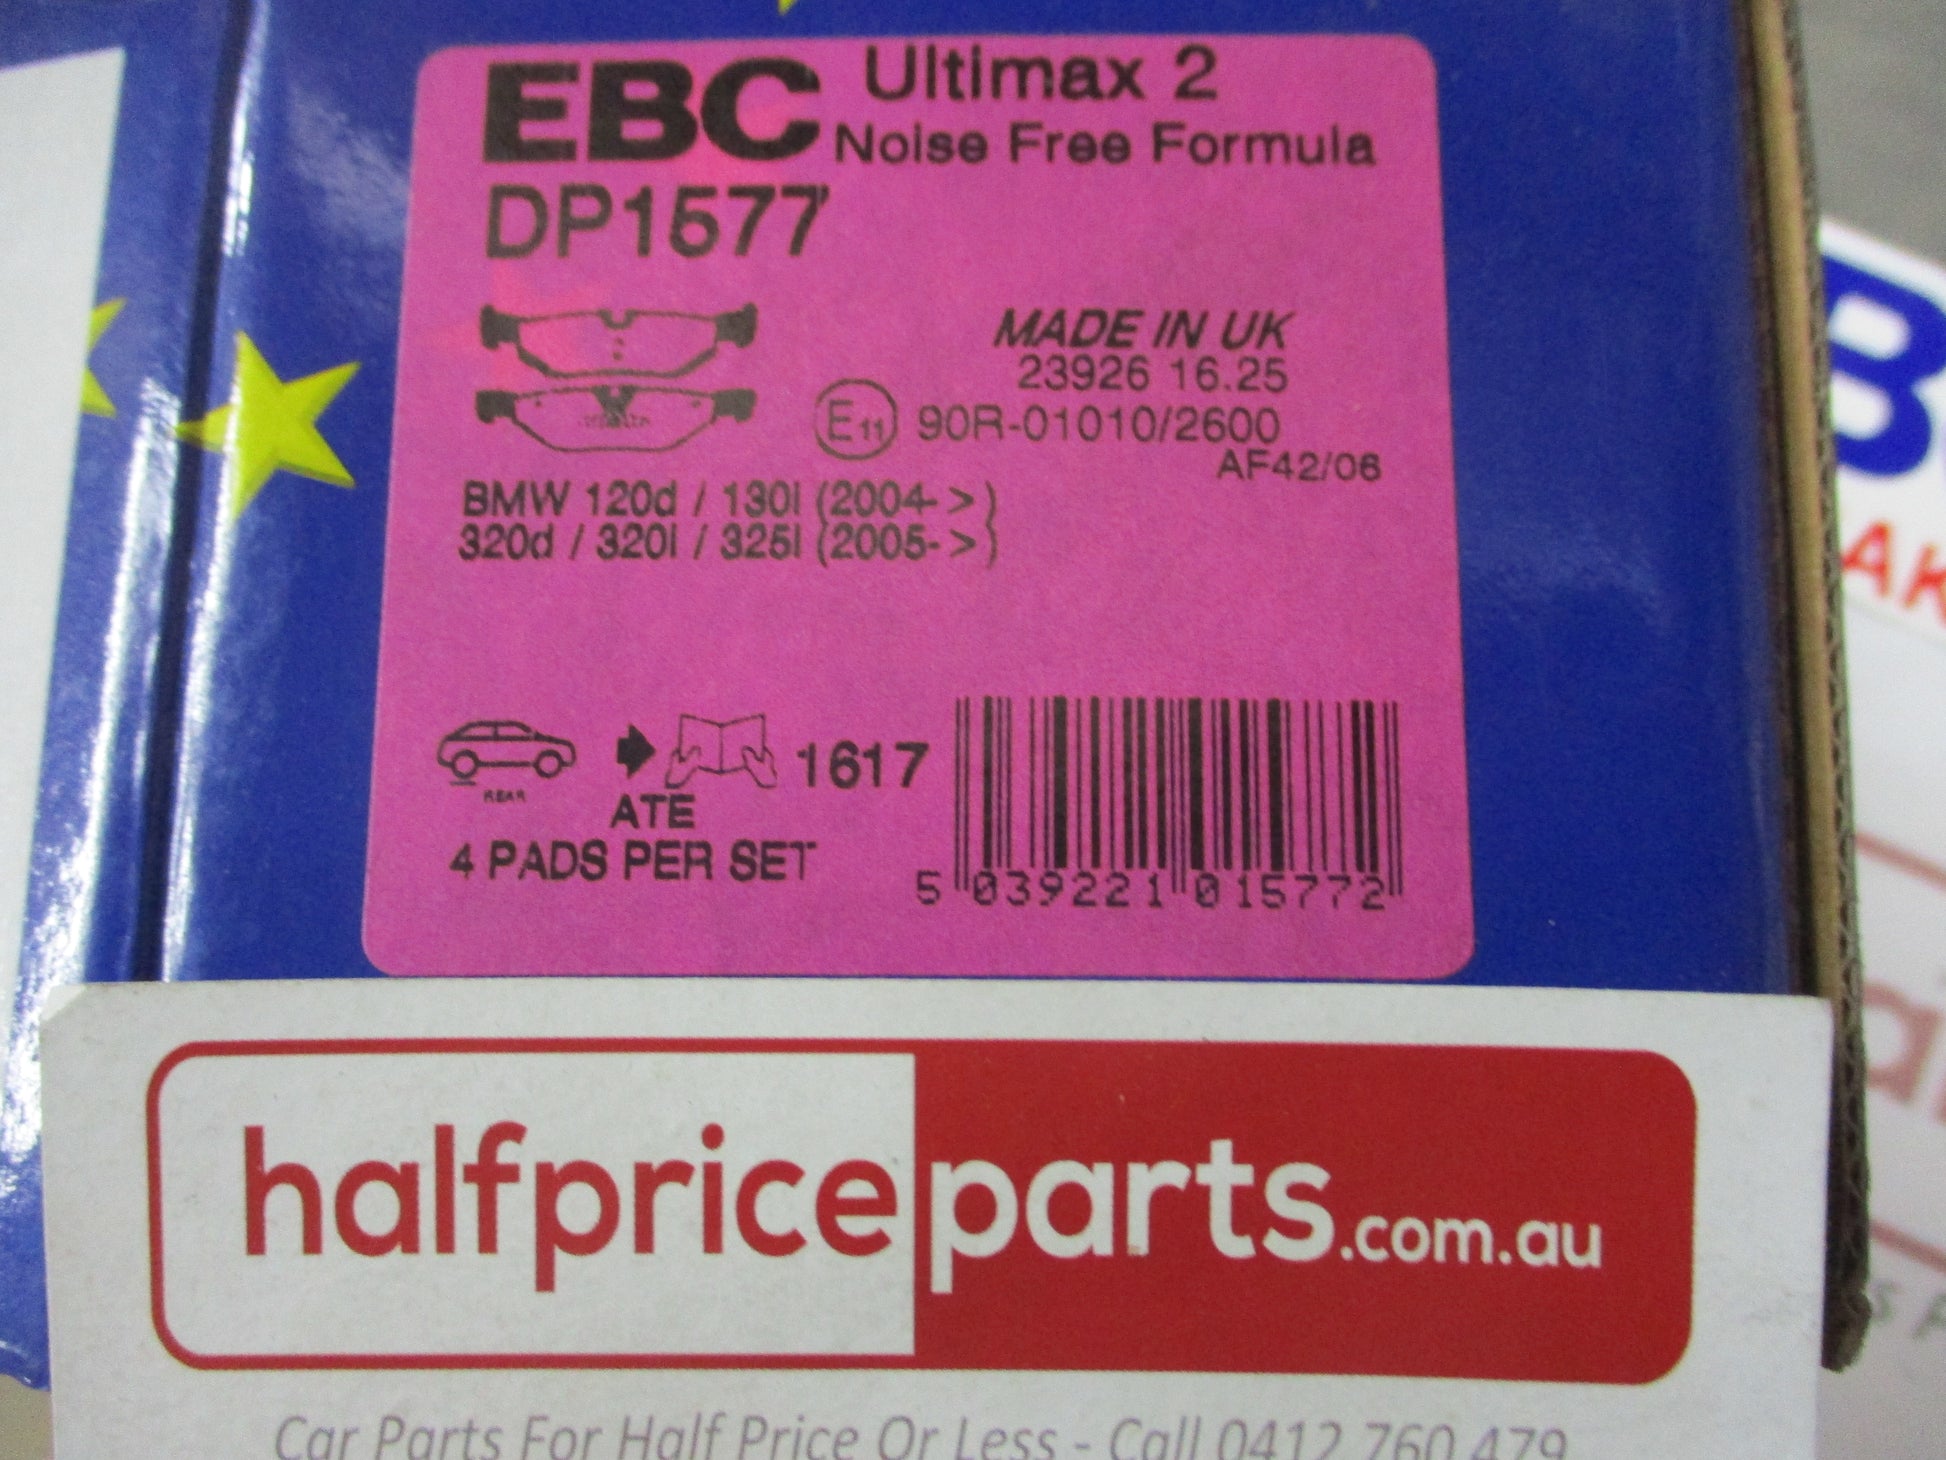 EBC Ultimax 2
Noise Free Formula
DP1577
MADE IN UK
23926 16.25
E11 90R-01010/2600
AF42/06
BMW 120d / 130i (2004- >)
320d / 320i / 325i (2005- >)
REAR
ATE
1617
4 PADS PER SET
5 039221 015772
halfpriceparts.com.au
Car Parts For Half Price Or Less - Call 0412 760 479